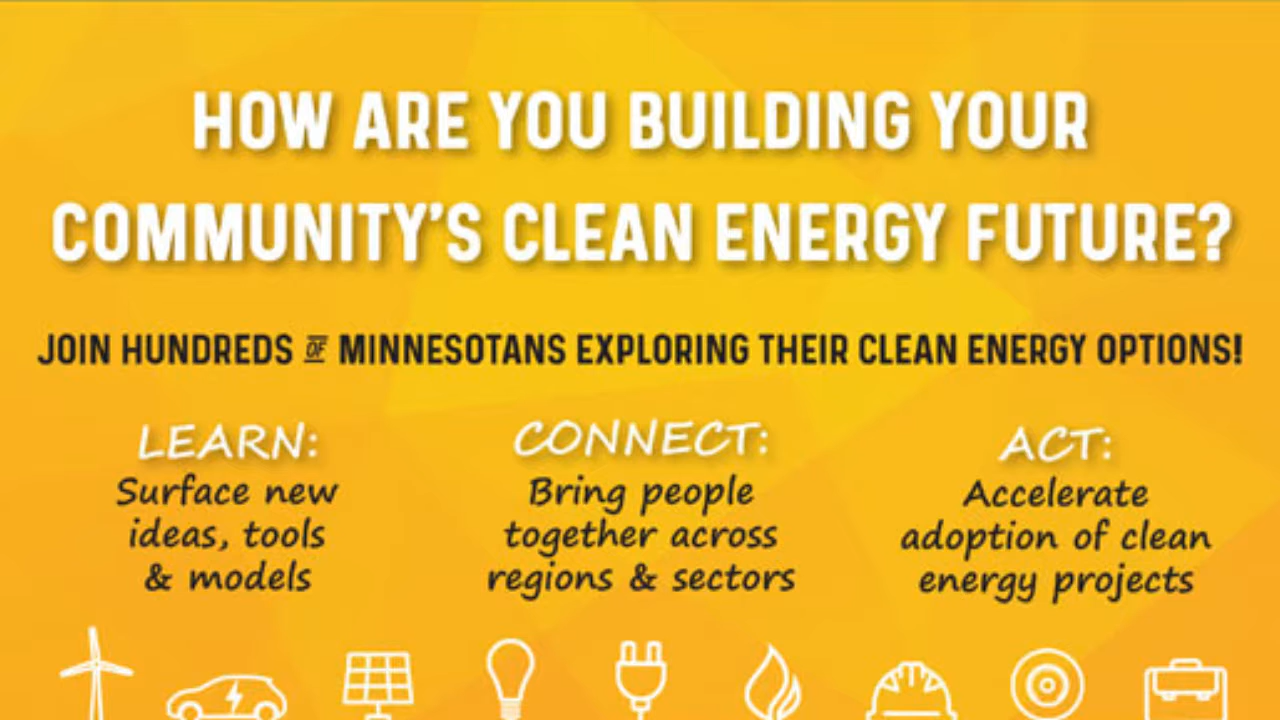 HOW ARE YOU BUILDING YOUR
COMMUNITY'S CLEAN ENERGY FUTURE?
JOIN HUNDREDS OF MINNESOTANS EXPLORING THEIR CLEAN ENERGY OPTIONS!
LEARN:
Surface new
ideas, tools
& models
CONNECT:
Bring people
together across
regions & sectors
ACT:
Accelerate
adoption of clean
energy projects